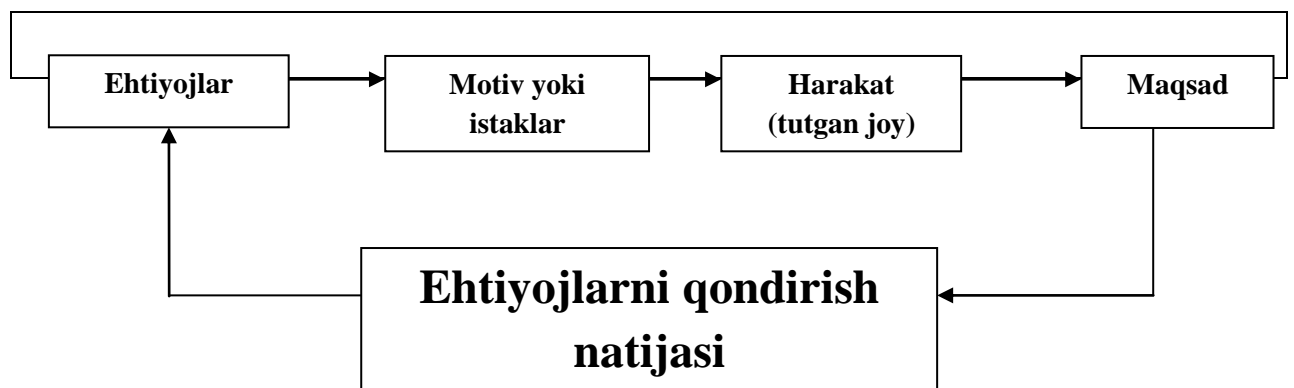 Ehtiyojlar
Motiv yoki
istaklar
Harakat
(tutgan joy)
Maqsad
Ehtiyojlarni qondirish
natijasi